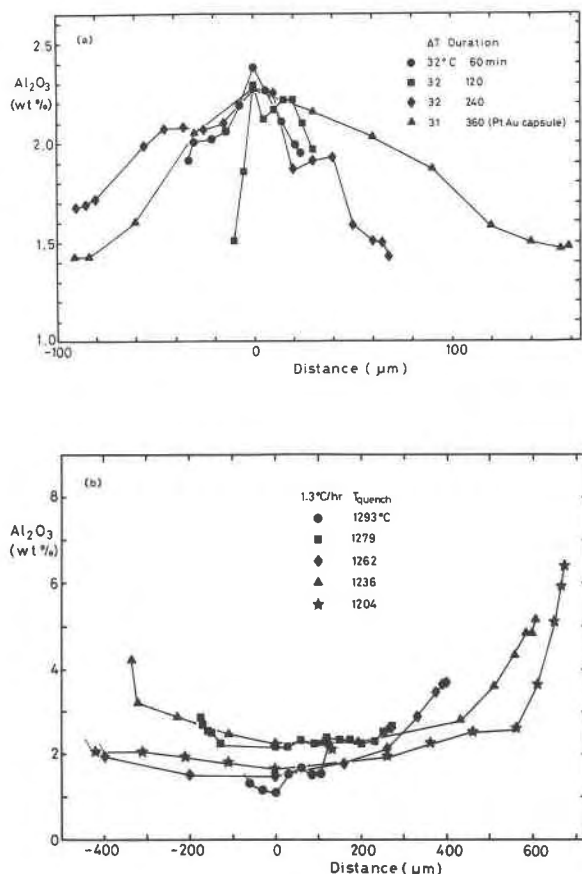 (a)
ΔT Duration
32°C 60 min
32 120
32 240
31 360 (Pt Au capsule)
Al2O3
(wt %)
2.5
2.0
1.5
1.0
-100 0 100
Distance ( μm)
(b)
1.3°C/hr Tquench
1293°C
1279
1262
1236
1204
Al2O3
(wt%)
8
6
4
2
0
-400 -200 0 200 400 600
Distance (μm)